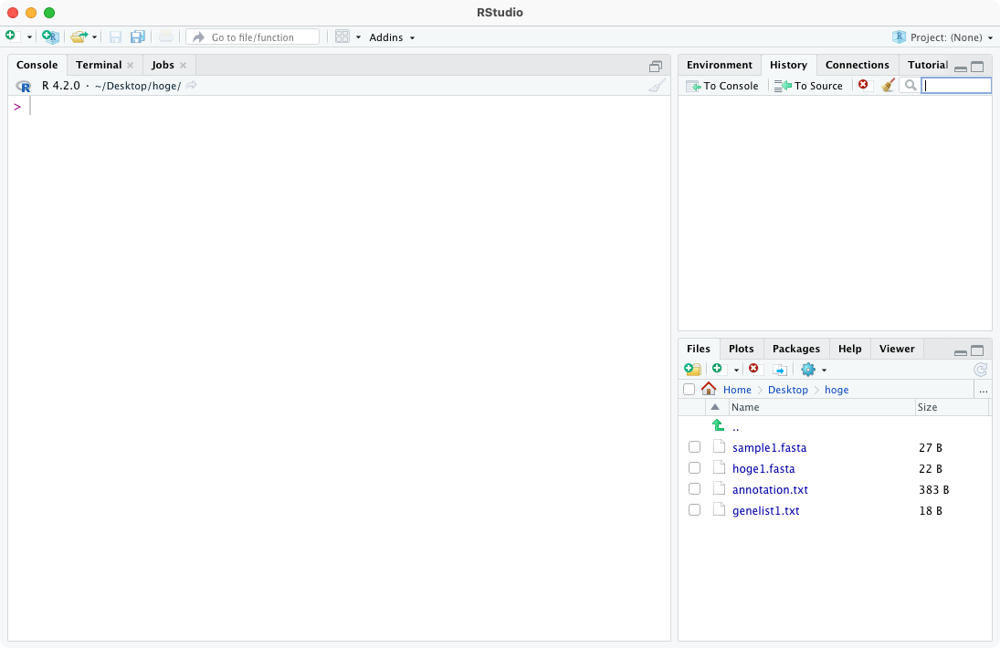 RStudio
Go to file/function
Addins
Project: (None)
Console Terminal Jobs
R 4.2.0 · ~/Desktop/hoge/
>
Environment History Connections Tutorial
To Console To Source
Files Plots Packages Help Viewer
Home Desktop hoge ...
Name Size
..
sample1.fasta 27 B
hoge1.fasta 22 B
annotation.txt 383 B
genelist1.txt 18 B